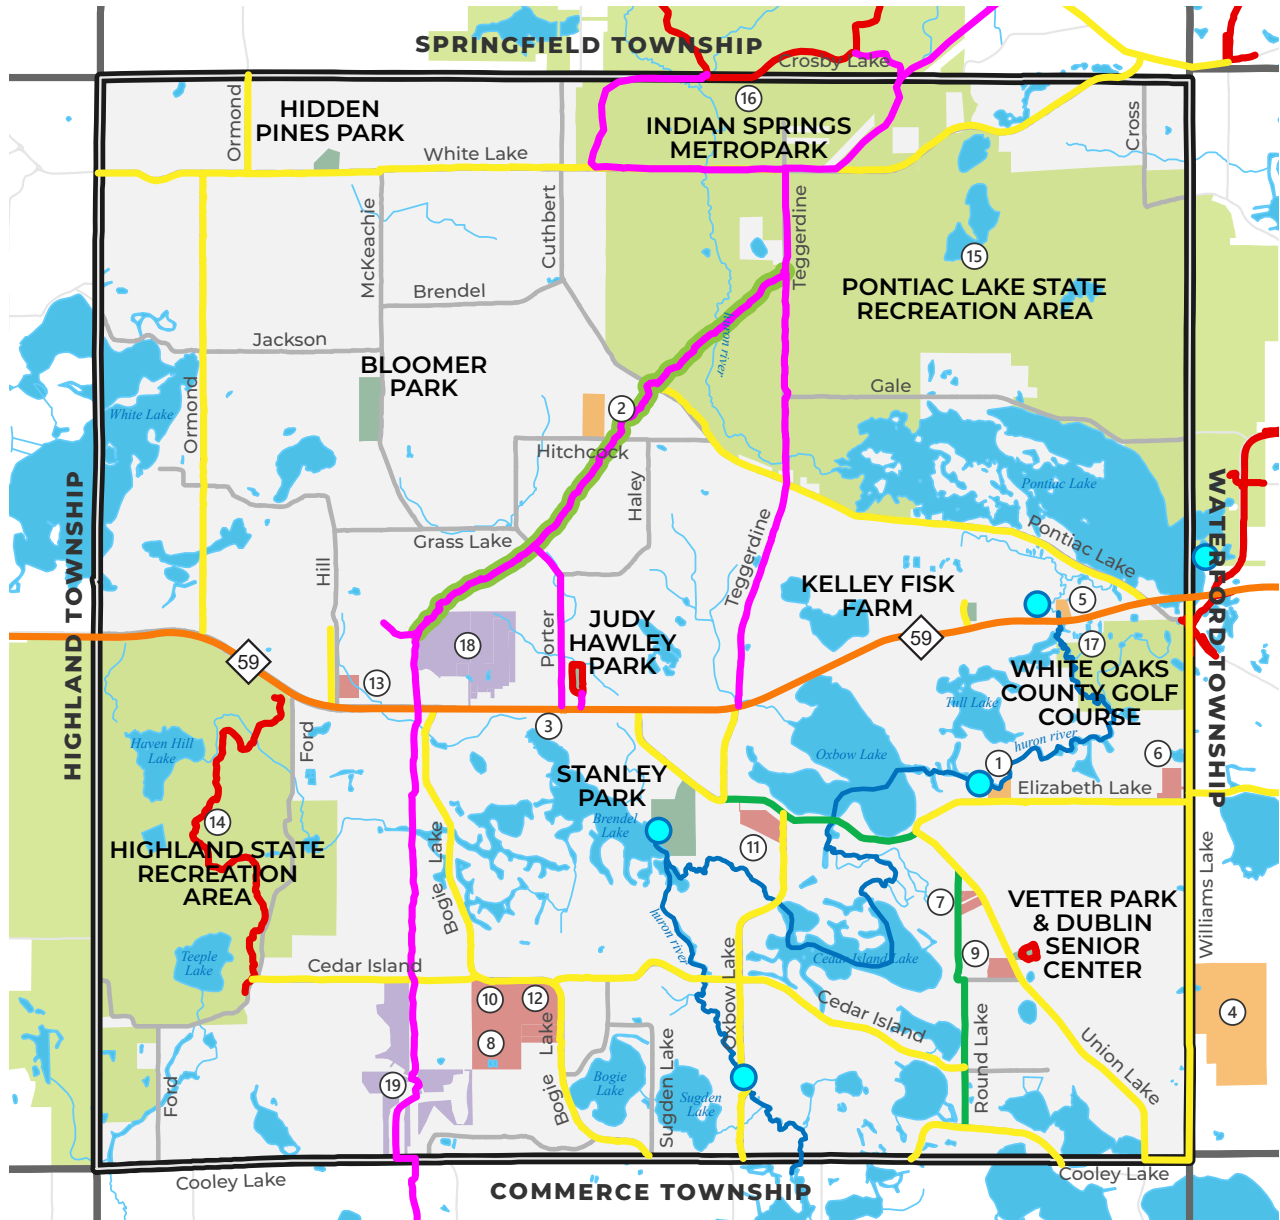 SPRINGFIELD TOWNSHIP
Crosby Lake
Ormond
HIDDEN
PINES PARK
16
INDIAN SPRINGS
METROPARK
Cross
White Lake
McKeachie
Cuthbert
Teggerdine
15
Brendel
PONTIAC LAKE STATE
RECREATION AREA
Huron river
Jackson
BLOOMER
PARK
Gale
White Lake
Ormond
2
Hitchcock
Haley
Pontiac Lake
HIGHLAND TOWNSHIP
WATERFORD TOWNSHIP
Grass Lake
Pontiac Lake
Hill
Teggerdine
KELLEY FISK
FARM
5
Porter
JUDY
HAWLEY
PARK
18
59
17
59
13
WHITE OAKS
COUNTY GOLF
COURSE
Tull Lake
3
Ford
Haven Hill
Lake
huron river
Oxbow Lake
6
1
STANLEY
PARK
Elizabeth Lake
Brendel
Lake
14
HIGHLAND STATE
RECREATION
AREA
Bogie Lake
11
Williams Lake
7
VETTER PARK
& DUBLIN
SENIOR
CENTER
huron river
Teeple
Lake
Cedar Island
Oxbow Lake
Cedar Island Lake
9
10
12
Cedar Island
4
8
Bogie Lake
Sugden Lake
Round Lake
Union Lake
19
Ford
Bogie
Lake
Sugden
Lake
Cooley Lake
COMMERCE TOWNSHIP
Cooley Lake